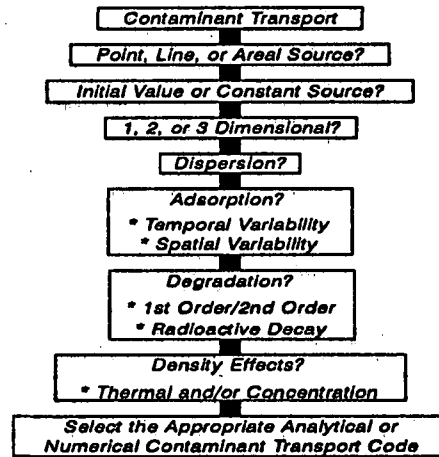 Contaminant Transport
Point, Line, or Areal Source?
Initial Value or Constant Source?
1, 2, or 3 Dimensional?
Dispersion?
Adsorption?
* Temporal Variability
* Spatial Variability
Degradation?
* 1st Order/2nd Order
* Radioactive Decay
Density Effects?
* Thermal and/or Concentration
Select the Appropriate Analytical or
Numerical Contaminant Transport Code